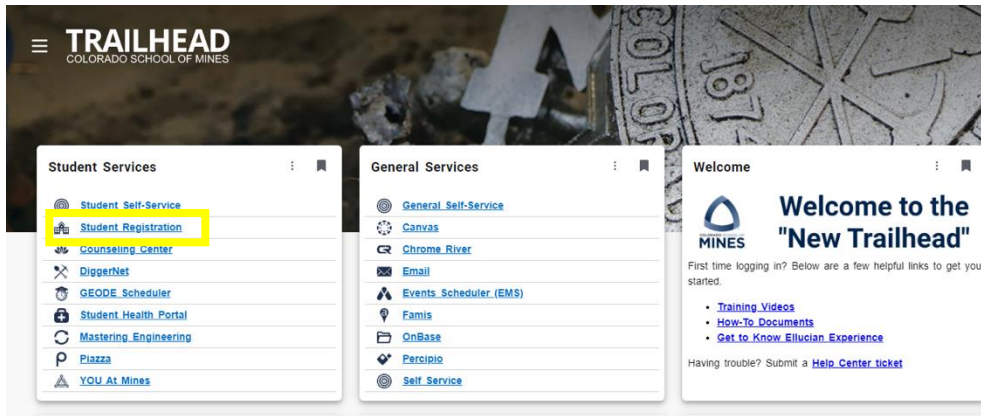 TRAILHEAD
COLORADO SCHOOL OF MINES
COLOR
187
Student Services
Student Self-Service
Student Registration
Counseling Center
DiggerNet
GEODE Scheduler
Student Health Portal
Mastering Engineering
Piazza
YOU At Mines
General Services
General Self-Service
Canvas
Chrome River
Email
Events Scheduler (EMS)
Famis
OnBase
Percipio
Self Service
Welcome
MINES
Welcome to the
"New Trailhead"
First time logging in? Below are a few helpful links to get you
started.
Training Videos
How-To Documents
Get to Know Ellucian Experience
Having trouble? Submit a Help Center ticket